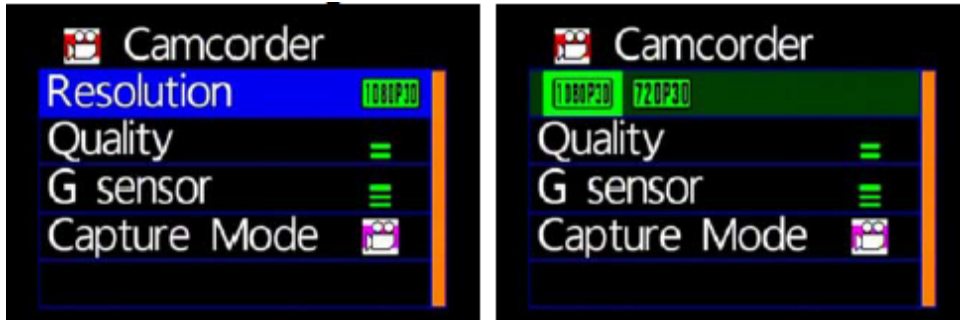 Camcorder
Resolution 1080P30
Quality
G sensor
Capture Mode
Camcorder
1080P30 720P30
Quality
G sensor
Capture Mode